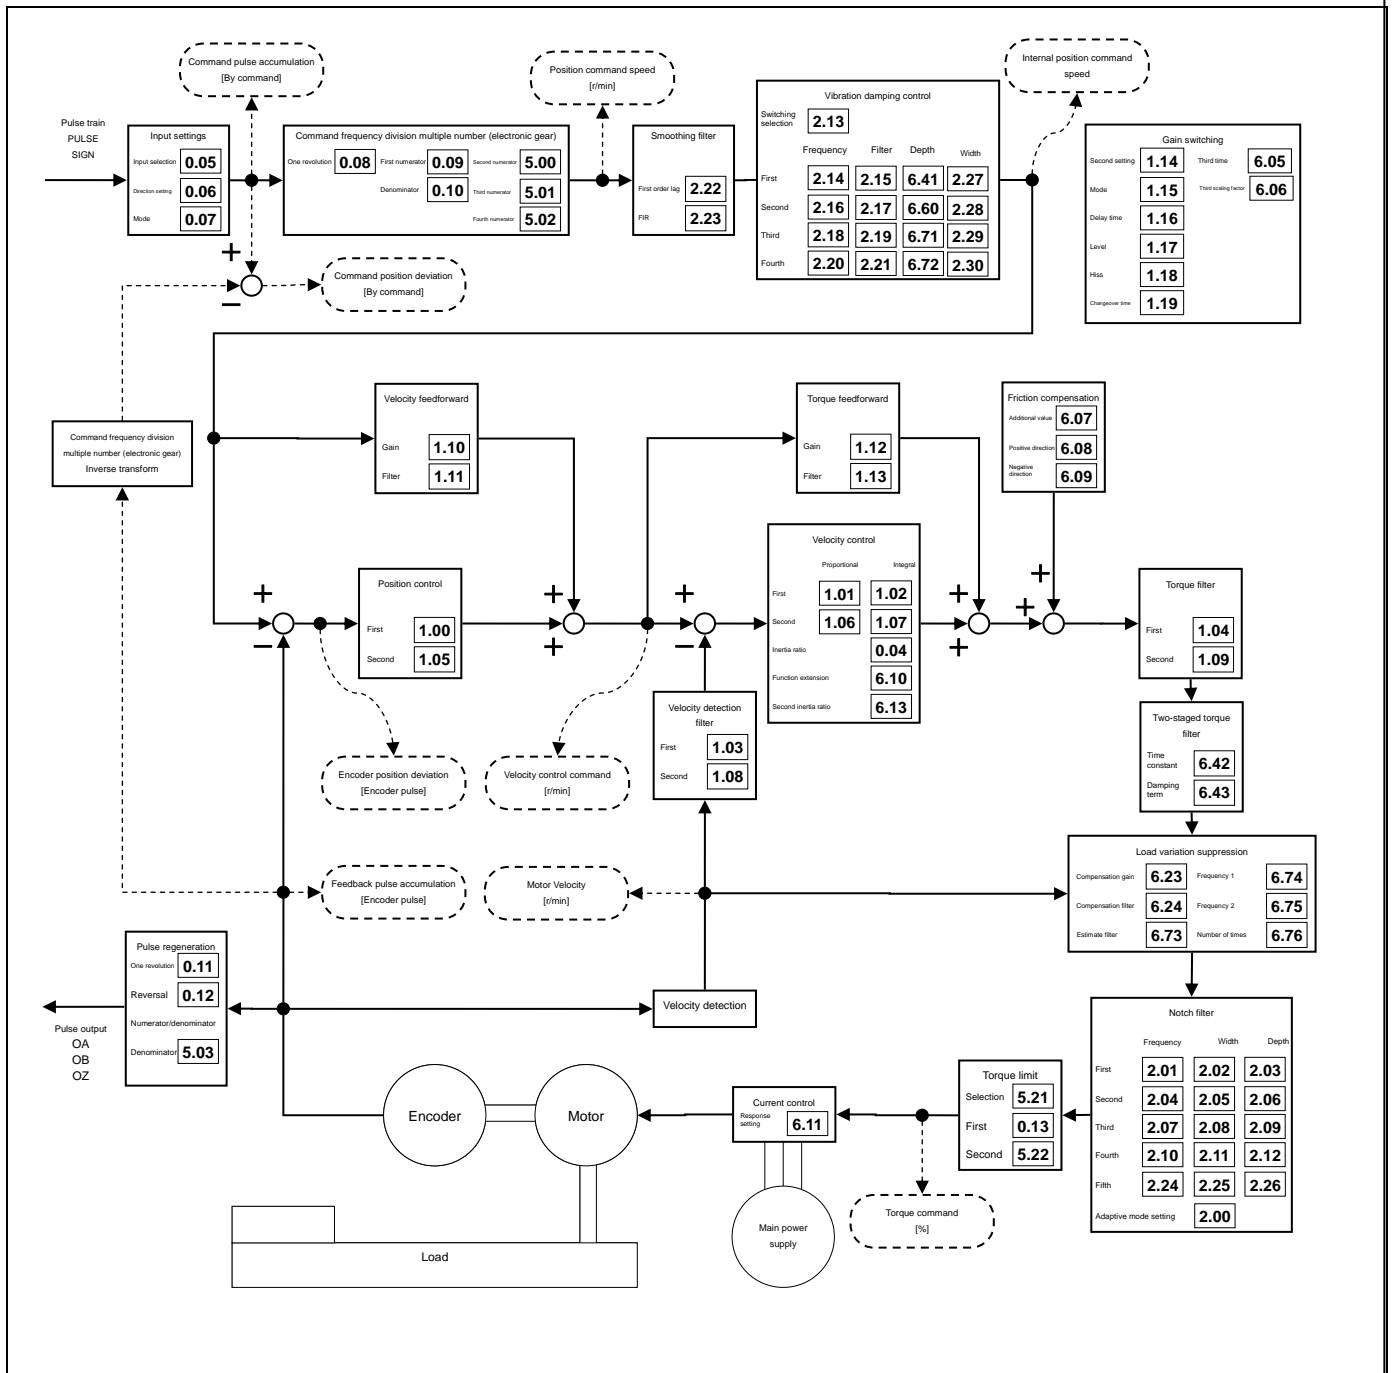 Command pulse accumulation
[By command]
Position command speed
[r/min]
Internal position command
speed
Pulse train
PULSE
SIGN
Input settings
Input selection 0.05
Direction setting 0.06
Mode 0.07
Command frequency division multiple number (electronic gear)
One revolution 0.08 First numerator 0.09 Second numerator 5.00
Denominator 0.10 Third numerator 5.01
Fourth numerator 5.02
Smoothing filter
First order lag 2.22
FIR 2.23
Vibration damping control
Switching
selection 2.13
Frequency Filter Depth Width
First 2.14 2.15 6.41 2.27
Second 2.16 2.17 6.60 2.28
Third 2.18 2.19 6.71 2.29
Fourth 2.20 2.21 6.72 2.30
Gain switching
Second setting 1.14 Third time 6.05
Mode 1.15 Third scaling factor 6.06
Delay time 1.16
Level 1.17
Hiss 1.18
Changeover time 1.19
+
−
Command position deviation
[By command]
Command frequency division
multiple number (electronic gear)
Inverse transform
Velocity feedforward
Gain 1.10
Filter 1.11
Torque feedforward
Gain 1.12
Filter 1.13
Friction compensation
Additional value 6.07
Positive direction 6.08
Negative
direction 6.09
+
−
Position control
First 1.00
Second 1.05
+
+
+
−
Velocity control
Proportional Integral
First 1.01 1.02
Second 1.06 1.07
Inertia ratio 0.04
Function extension 6.10
Second inertia ratio 6.13
+
+
+
+
Torque filter
First 1.04
Second 1.09
Velocity detection
filter
First 1.03
Second 1.08
Two-staged torque
filter
Time
constant 6.42
Damping
term 6.43
Encoder position deviation
[Encoder pulse]
Velocity control command
[r/min]
Load variation suppression
Compensation gain 6.23 Frequency 1 6.74
Compensation filter 6.24 Frequency 2 6.75
Estimate filter 6.73 Number of times 6.76
Feedback pulse accumulation
[Encoder pulse]
Motor Velocity
[r/min]
Pulse regeneration
One revolution 0.11
Reversal 0.12
Numerator/denominator
Denominator 5.03
Pulse output
OA
OB
OZ
Velocity detection
Notch filter
Frequency Width Depth
First 2.01 2.02 2.03
Second 2.04 2.05 2.06
Third 2.07 2.08 2.09
Fourth 2.10 2.11 2.12
Fifth 2.24 2.25 2.26
Adaptive mode setting 2.00
Torque limit
Selection 5.21
First 0.13
Second 5.22
Current control
Response
setting 6.11
Encoder
Motor
Main power
supply
Torque command
[%]
Load